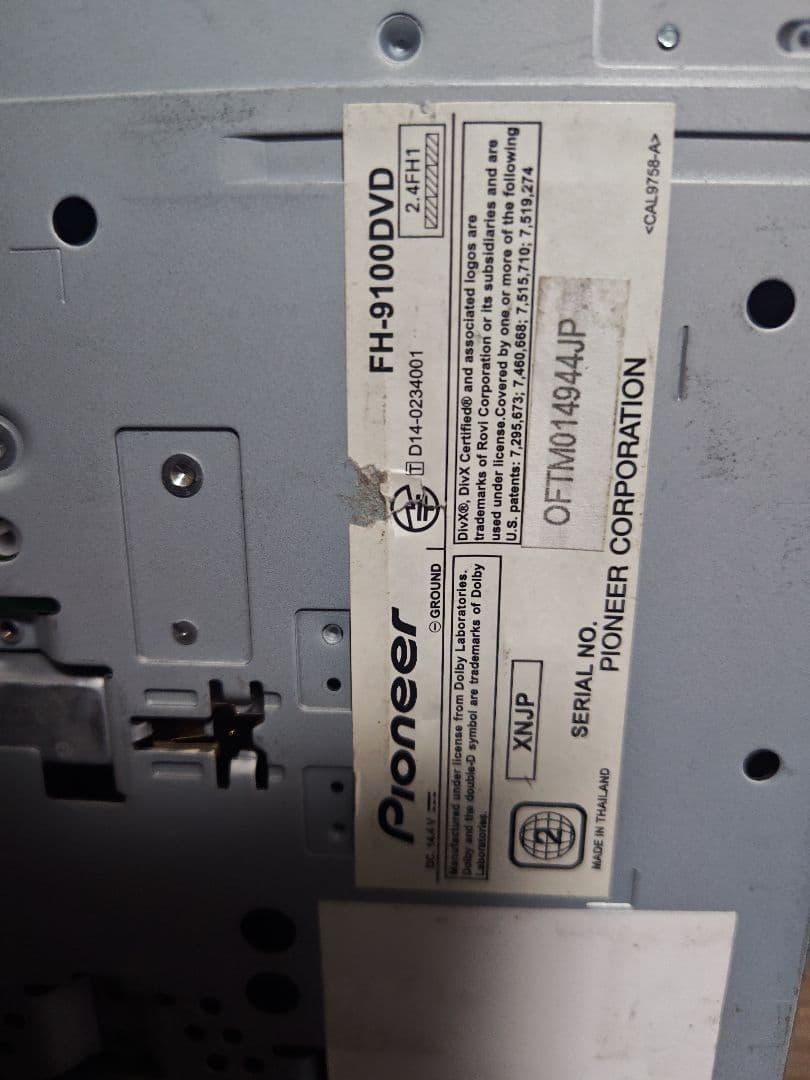 Pioneer
FH-9100DVD
DC 14.4 V
⊖ GROUND
T D14-0234001
2.4FH1
Manufactured under license from Dolby Laboratories.
Dolby and the double-D symbol are trademarks of Dolby
Laboratories.
DivX®, DivX Certified® and associated logos are
trademarks of Rovi Corporation or its subsidiaries and are
used under license.Covered by one or more of the following
U.S. patents: 7,295,673; 7,460,668; 7,515,710; 7,519,274
2
XNJP
OFTM014944JP
SERIAL NO.
MADE IN THAILAND
PIONEER CORPORATION
<CAL9758-A>